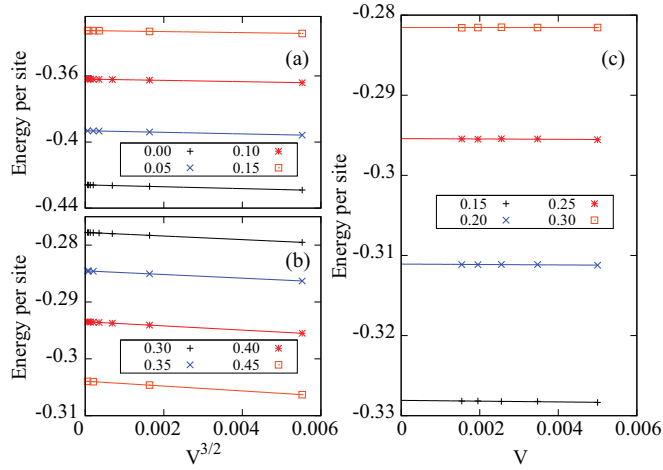 -0.36
-0.4
-0.44
Energy per site
(a)
0.00 0.10
0.05 0.15
-0.28
-0.29
-0.3
-0.31
Energy per site
(b)
0.30 0.40
0.35 0.45
0 0.002 0.004 0.006
V^{3/2}
-0.28
-0.29
-0.3
-0.31
-0.32
-0.33
Energy per site
(c)
0.15 0.25
0.20 0.30
0 0.002 0.004 0.006
V